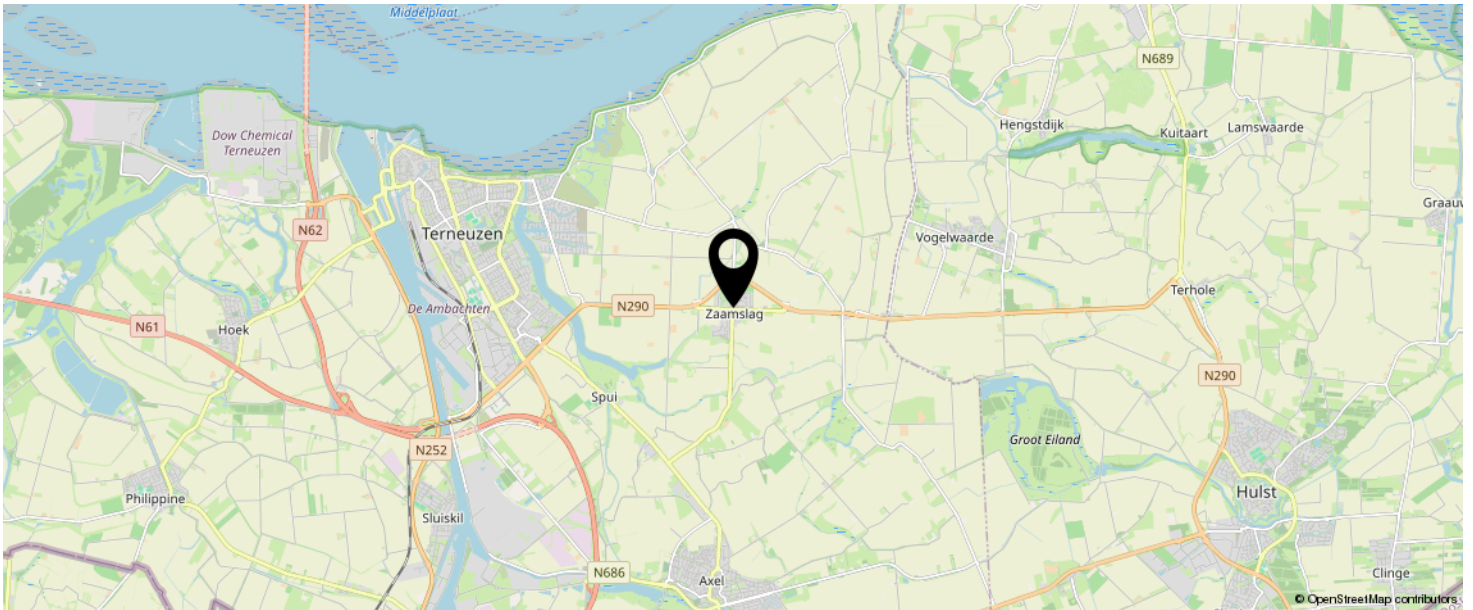 Middelplaat
N689
Dow Chemical
Terneuzen
Hengstdijk
Kuitaart
Lamswaarde
Graauw
N62
Terneuzen
Vogelwaarde
De Ambachten
N290
Zaamslag
Terhole
N61
Hoek
N290
Spui
N252
Groot Eiland
Philippine
Sluiskil
Hulst
N686
Axel
Clinge
© OpenStreetMap contributors